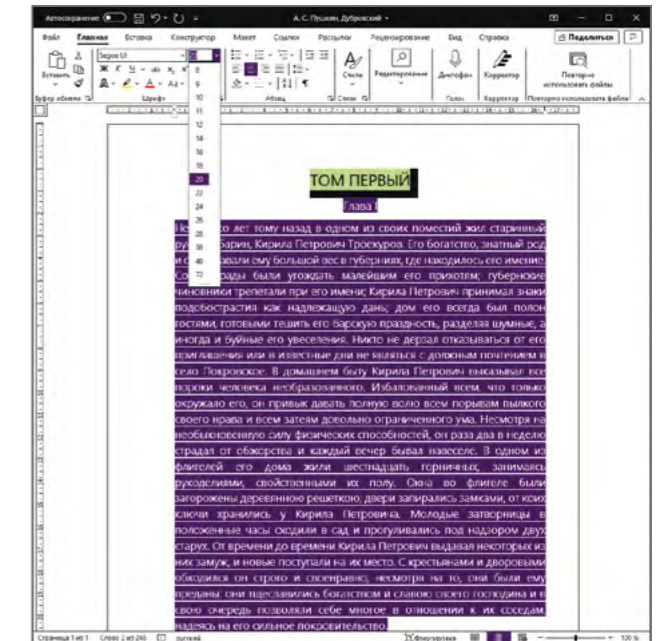 Автосохранение
А. С. Пушкин, Дубровский
Файл Главная Вставка Конструктор Макет Ссылки Рассылки Рецензирование Вид Справка Поделиться
Вставить
Segoe UI
Ж К Ч
Стили Редактирование Диктофон Корректор Повторно использовать файлы
Буфер обмена Шрифт Абзац Стили Голос Корректор Повторно использовать файлы
8
9
10
11
12
14
16
18
20
22
24
26
28
36
48
72
ТОМ ПЕРВЫЙ
Глава I
лет тому назад в одном из своих поместий жил старинный
барин, Кирила Петрович Троекуров. Его богатство, знатный род
и давали ему большой вес в губерниях, где находилось его имение.
рады были угождать малейшим его прихотям; губернские
чиновники трепетали при его имени; Кирила Петрович принимал знаки
подобострастия как надлежащую дань; дом его всегда был полон
гостями, готовыми тешить его барскую праздность, разделяя шумные, а
иногда и буйные его увеселения. Никто не дерзал отказываться от его
приглашения или в известные дни не являться с должным почтением в
село Покровское. В домашнем быту Кирила Петрович выказывал все
пороки человека необразованного. Избалованный всем, что только
окружало его, он привык давать полную волю всем порывам пылкого
своего нрава и всем затеям довольно ограниченного ума. Несмотря на
необыкновенную силу физических способностей, он раза два в неделю
страдал от обжорства и каждый вечер бывал навеселе. В одном из
флигелей его дома жили шестнадцать горничных, занимаясь
рукоделиями, свойственными их полу. Окна во флигеле были
загорожены деревянною решеткою; двери запирались замками, от коих
ключи хранились у Кирила Петровича. Молодые затворницы в
положенные часы сходили в сад и прогуливались под надзором двух
старух. От времени до времени Кирила Петрович выдавал некоторых из
них замуж, и новые поступали на их место. С крестьянами и дворовыми
обходился он строго и своенравно; несмотря на то, они были ему
преданы: они тщеславились богатством и славою своего господина и в
свою очередь позволяли себе многое в отношении к их соседам,
надеясь на его сильное покровительство.
Страница 1 из 1 Слово 2 из 248 русский Фокусировка 120 %